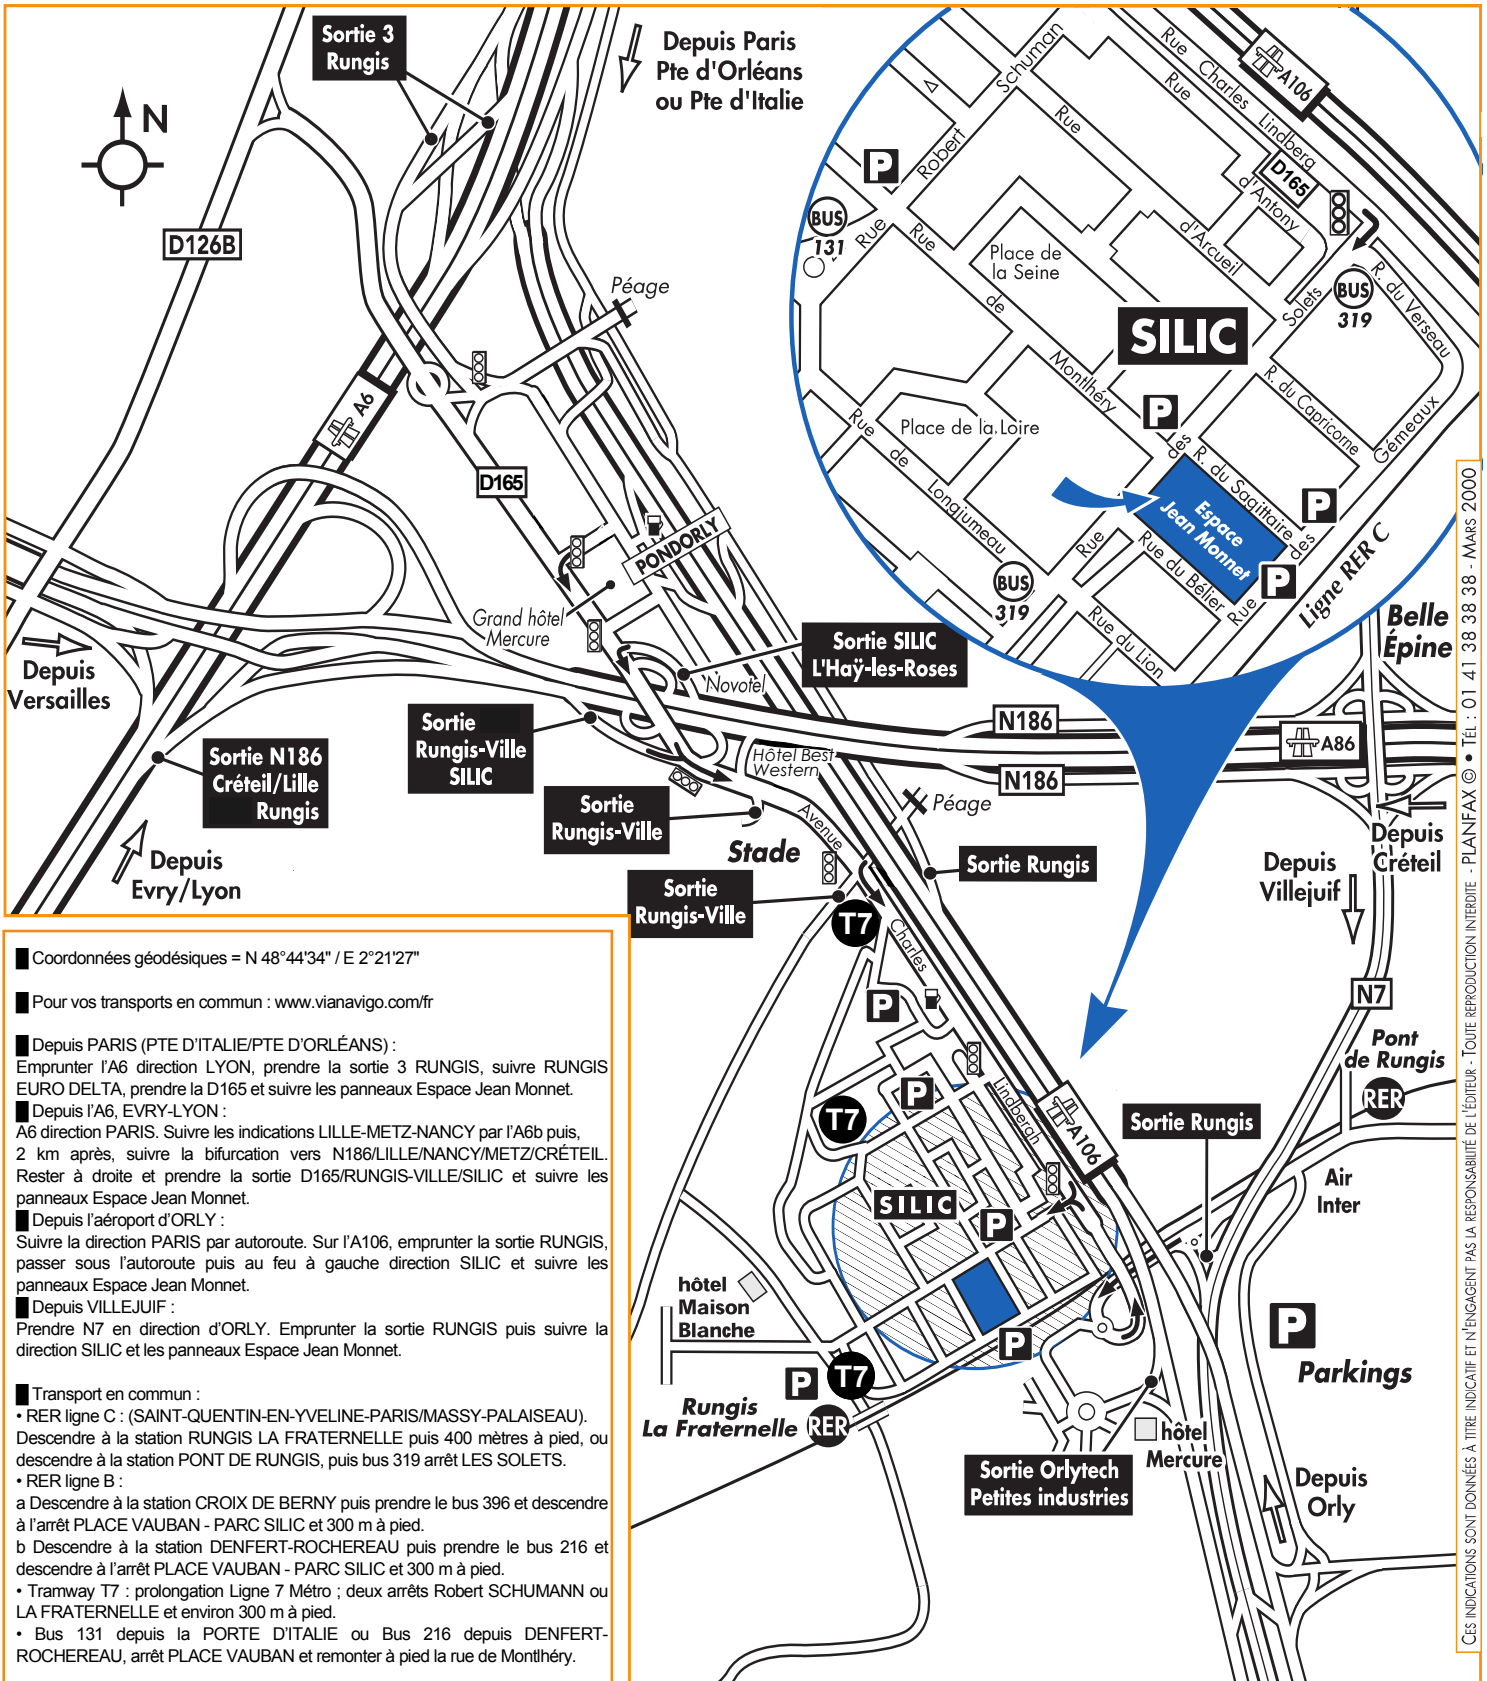 Sortie 3
Rungis
Depuis Paris
Pte d'Orléans
ou Pte d'Italie
N
D126B
Péage
A6
D165
PONDORLY
Grand hôtel
Mercure
Novotel
Depuis
Versailles
Sortie N186
Créteil/Lille
Rungis
Depuis
Evry/Lyon
Sortie
Rungis-Ville
SILIC
Sortie
Rungis-Ville
Sortie SILIC
L'Haÿ-les-Roses
Hôtel Best
Western
Avenue
Stade
Sortie
Rungis-Ville
Péage
Sortie Rungis
N186
N186
A86
Belle
Épine
Depuis
Créteil
Depuis
Villejuif
N7
Pont
de Rungis
RER
Rue Charles Lindberg
A106
D165
Rue d'Antony
Rue d'Arcueil
Robert Schuman
Rue
P
BUS
131
Rue de Montlhéry
Place de
la Seine
SILIC
Solets
BUS
319
R. du Verseau
R. du Capricorne
Gémeaux
P
des
R. du Sagittaire
Place de la Loire
Rue de Longjumeau
Espace
Jean Monnet
P
des
P
Rue
Rue du Bélier
Rue
BUS
319
Rue du Lion
Ligne RER C
T7
Charles
P
Lindbergh
P
T7
A106
SILIC
P
Sortie Rungis
Air
Inter
hôtel
Maison
Blanche
P
T7
P
Rungis
La Fraternelle
RER
P
Parkings
hôtel
Mercure
Sortie Orlytech
Petites industries
Depuis
Orly
Coordonnées géodésiques = N 48°44'34" / E 2°21'27"
Pour vos transports en commun : www.vianavigo.com/fr
Depuis PARIS (PTE D'ITALIE/PTE D'ORLÉANS) :
Emprunter l'A6 direction LYON, prendre la sortie 3 RUNGIS, suivre RUNGIS
EURO DELTA, prendre la D165 et suivre les panneaux Espace Jean Monnet.
Depuis l'A6, EVRY-LYON :
A6 direction PARIS. Suivre les indications LILLE-METZ-NANCY par l'A6b puis,
2 km après, suivre la bifurcation vers N186/LILLE/NANCY/METZ/CRÉTEIL.
Rester à droite et prendre la sortie D165/RUNGIS-VILLE/SILIC et suivre les
panneaux Espace Jean Monnet.
Depuis l'aéroport d'ORLY :
Suivre la direction PARIS par autoroute. Sur l'A106, emprunter la sortie RUNGIS,
passer sous l'autoroute puis au feu à gauche direction SILIC et suivre les
panneaux Espace Jean Monnet.
Depuis VILLEJUIF :
Prendre N7 en direction d'ORLY. Emprunter la sortie RUNGIS puis suivre la
direction SILIC et les panneaux Espace Jean Monnet.
Transport en commun :
• RER ligne C : (SAINT-QUENTIN-EN-YVELINE-PARIS/MASSY-PALAISEAU).
Descendre à la station RUNGIS LA FRATERNELLE puis 400 mètres à pied, ou
descendre à la station PONT DE RUNGIS, puis bus 319 arrêt LES SOLETS.
• RER ligne B :
a Descendre à la station CROIX DE BERNY puis prendre le bus 396 et descendre
à l'arrêt PLACE VAUBAN - PARC SILIC et 300 m à pied.
b Descendre à la station DENFERT-ROCHEREAU puis prendre le bus 216 et
descendre à l'arrêt PLACE VAUBAN - PARC SILIC et 300 m à pied.
• Tramway T7 : prolongation Ligne 7 Métro ; deux arrêts Robert SCHUMANN ou
LA FRATERNELLE et environ 300 m à pied.
• Bus 131 depuis la PORTE D'ITALIE ou Bus 216 depuis DENFERT-
ROCHEREAU, arrêt PLACE VAUBAN et remonter à pied la rue de Montlhéry.
CES INDICATIONS SONT DONNÉES À TITRE INDICATIF ET N'ENGAGENT PAS LA RESPONSABILITÉ DE L'ÉDITEUR - TOUTE REPRODUCTION INTERDITE - PLANFAX © • TÉL : 01 41 38 38 38 - MARS 2000